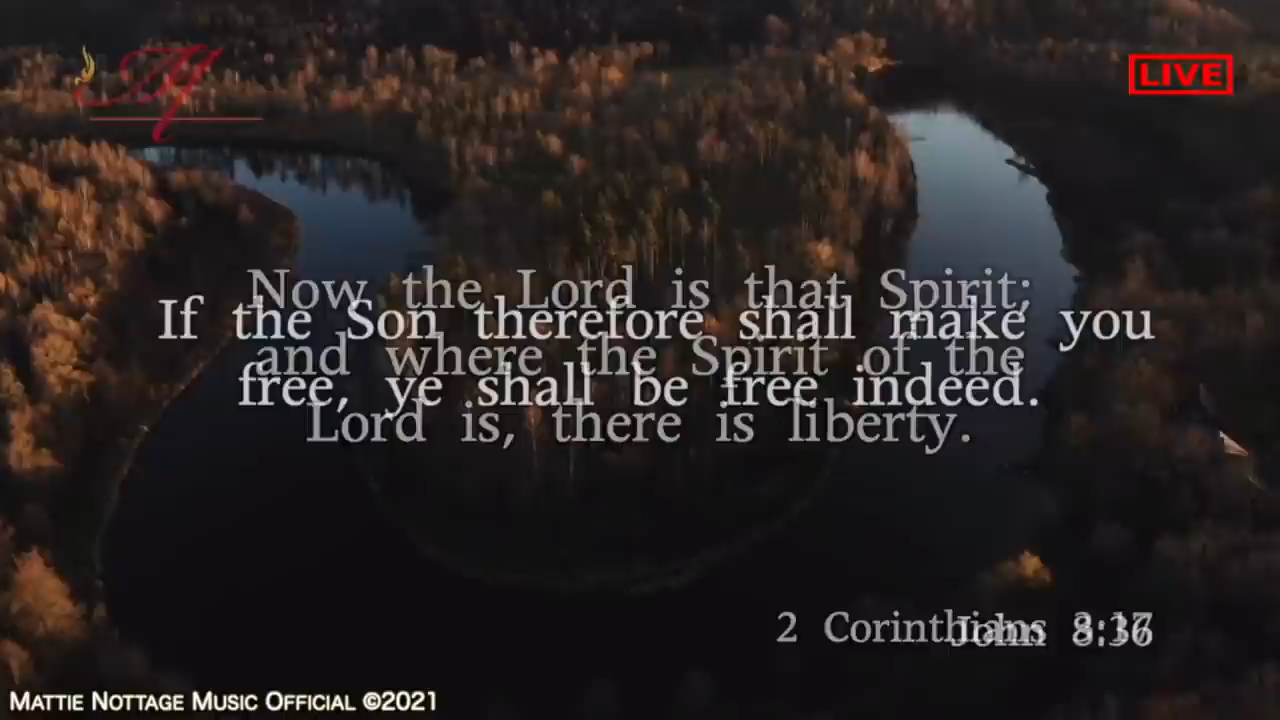 LIVE
Now the Lord is that Spirit;
and where the Spirit of the
Lord is, there is liberty.
2 Corinthians 3:17
If the Son therefore shall make you
free, ye shall be free indeed.
John 8:36
MATTIE NOTTAGE MUSIC OFFICIAL ©2021